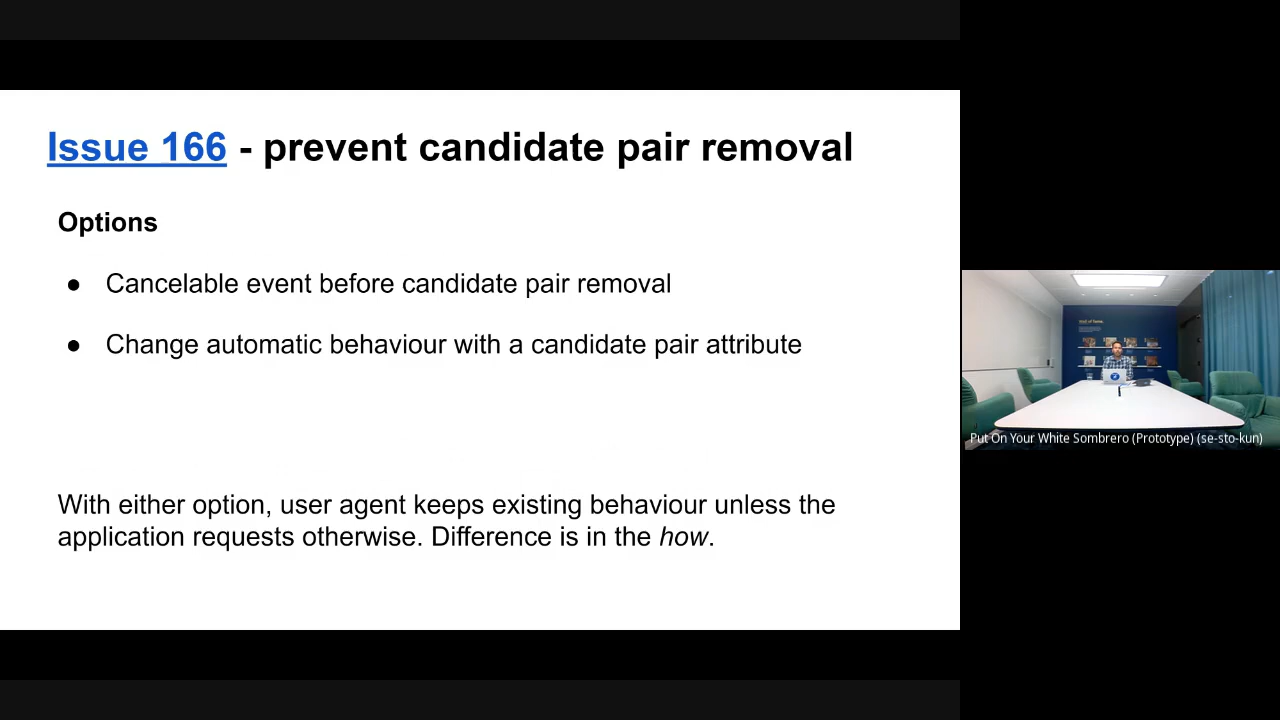 Issue 166 - prevent candidate pair removal
Options
● Cancelable event before candidate pair removal
● Change automatic behaviour with a candidate pair attribute
With either option, user agent keeps existing behaviour unless the
application requests otherwise. Difference is in the how.
Put On Your White Sombrero (Prototype) (se-sto-kun)